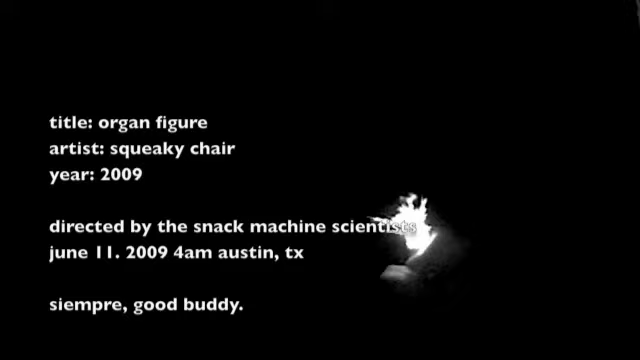 title: organ figure
artist: squeaky chair
year: 2009
directed by the snack machine scientists
june 11. 2009 4am austin, tx
siempre, good buddy.